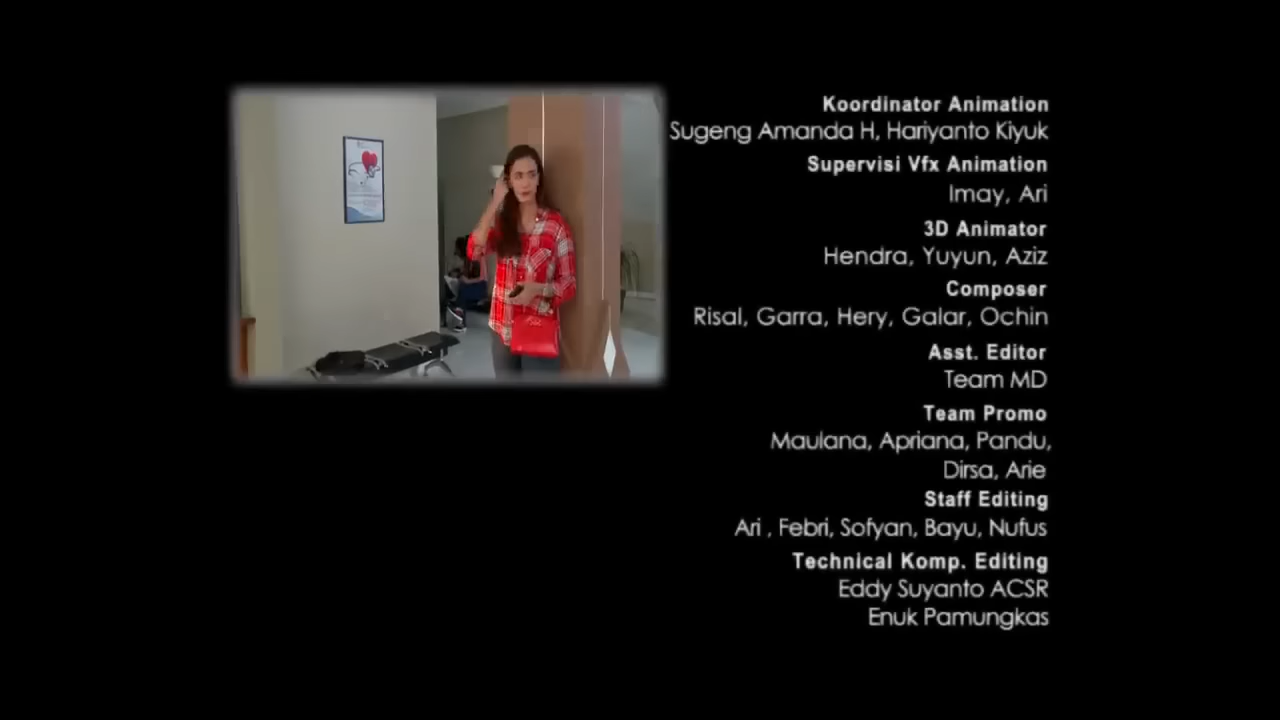 Koordinator Animation
Sugeng Amanda H, Hariyanto Kiyuk
Supervisi Vfx Animation
Imay, Ari
3D Animator
Hendra, Yuyun, Aziz
Composer
Risal, Garra, Hery, Galar, Ochin
Asst. Editor
Team MD
Team Promo
Maulana, Apriana, Pandu,
Dirsa, Arie
Staff Editing
Ari , Febri, Sofyan, Bayu, Nufus
Technical Komp. Editing
Eddy Suyanto ACSR
Enuk Pamungkas